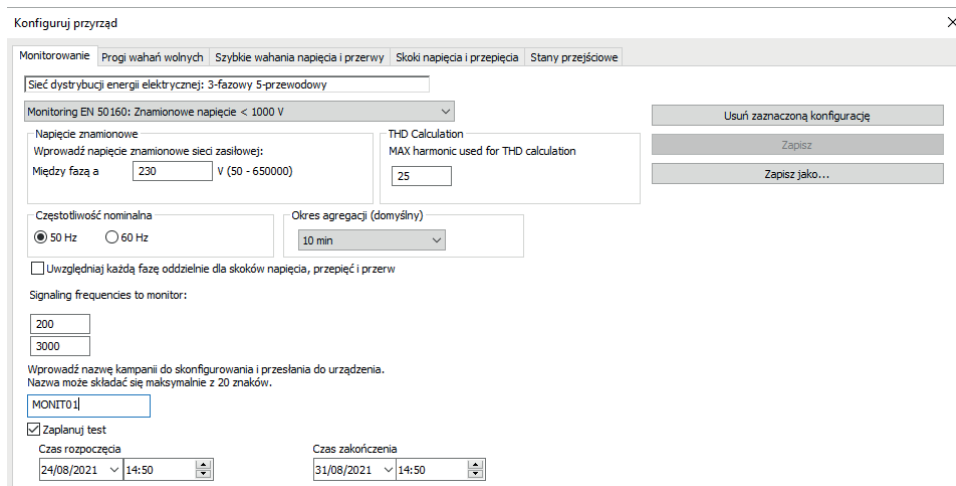 Konfiguruj przyrząd
Monitorowanie Progi wahań wolnych Szybkie wahania napięcia i przerwy Skoki napięcia i przepięcia Stany przejściowe
Sieć dystrybucji energii elektrycznej: 3-fazowy 5-przewodowy
Monitoring EN 50160: Znamionowe napięcie < 1000 V
Usuń zaznaczoną konfigurację
Napięcie znamionowe
Wprowadź napięcie znamionowe sieci zasiłowej:
Między fazą a 230 V (50 - 650000)
THD Calculation
MAX harmonic used for THD calculation
25
Zapisz
Zapisz jako...
Częstotliwość nominalna
50 Hz 60 Hz
Okres agregacji (domyślny)
10 min
Uwzględniaj każdą fazę oddzielnie dla skoków napięcia, przepięć i przerw
Signaling frequencies to monitor:
200
3000
Wprowadź nazwę kampanii do skonfigurowania i przesłania do urządzenia.
Nazwa może składać się maksymalnie z 20 znaków.
MONIT01
Zaplanuj test
Czas rozpoczęcia
24/08/2021 14:50
Czas zakończenia
31/08/2021 14:50